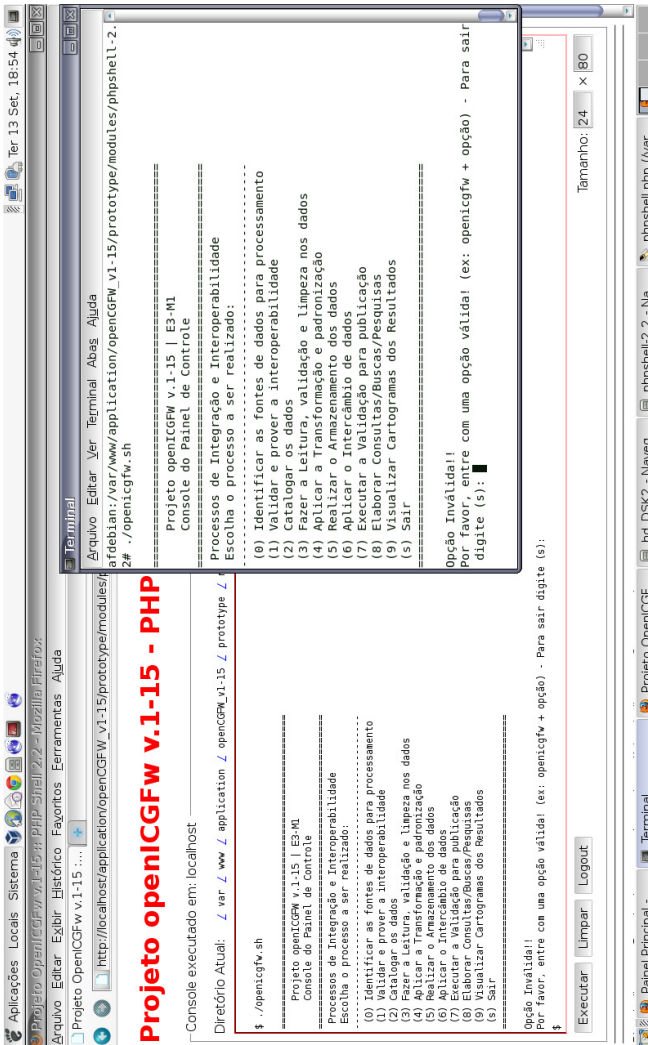 Aplicações Locais Sistema
Ter 13 Set, 18:54
Projeto OpenICGFw v.1-15 :: PHP Shell 2.2 - Mozilla Firefox
Arquivo Editar Exibir Histórico Favoritos Ferramentas Ajuda
Projeto OpenICGFw v.1-15 :...
http://localhost/application/openCGFW_v1-15/prototype/modules/p
Projeto openICGFw v.1-15 - PHP
Console executado em: localhost
Diretório Atual: / var / www / application / openCGFW_v1-15 / prototype /
$ ./openicgfw.sh
Projeto openICGFW v.1-15 | E3-M1
Console do Painel de Controle
Processos de Integração e Interoperabilidade
Escolha o processo a ser realizado:
(0) Identificar as fontes de dados para processamento
(1) Validar e prover a interoperabilidade
(2) Catalogar os dados
(3) Fazer a Leitura, validação e limpeza nos dados
(4) Aplicar a Transformação e padronização
(5) Realizar o Armazenamento dos dados
(6) Aplicar o Intercâmbio de dados
(7) Executar a Validação para publicação
(8) Elaborar Consultas/Buscas/Pesquisas
(9) Visualizar Cartogramas dos Resultados
(s) Sair
Opção Inválida!!
Por favor, entre com uma opção válida! (ex: openicgfw + opção) - Para sair digite (s):
$
Executar Limpar Logout
Tamanho: 24 × 80
Terminal
Arquivo Editar Ver Terminal Abas Ajuda
afdebian:/var/www/application/openCGFW_v1-15/prototype/modules/phpshell-2.
2# ./openicgfw.sh
Projeto openICGFW v.1-15 | E3-M1
Console do Painel de Controle
Processos de Integração e Interoperabilidade
Escolha o processo a ser realizado:
(0) Identificar as fontes de dados para processamento
(1) Validar e prover a interoperabilidade
(2) Catalogar os dados
(3) Fazer a Leitura, validação e limpeza nos dados
(4) Aplicar a Transformação e padronização
(5) Realizar o Armazenamento dos dados
(6) Aplicar o Intercâmbio de dados
(7) Executar a Validação para publicação
(8) Elaborar Consultas/Buscas/Pesquisas
(9) Visualizar Cartogramas dos Resultados
(s) Sair
Opção Inválida!!
Por favor, entre com uma opção válida! (ex: openicgfw + opção) - Para sair
digite (s):
Painel Principal -
Terminal
Projeto OpenICGF
hd_DSK2 - Naveg
phpshell-2.2 - Na
phpshell.php (/var